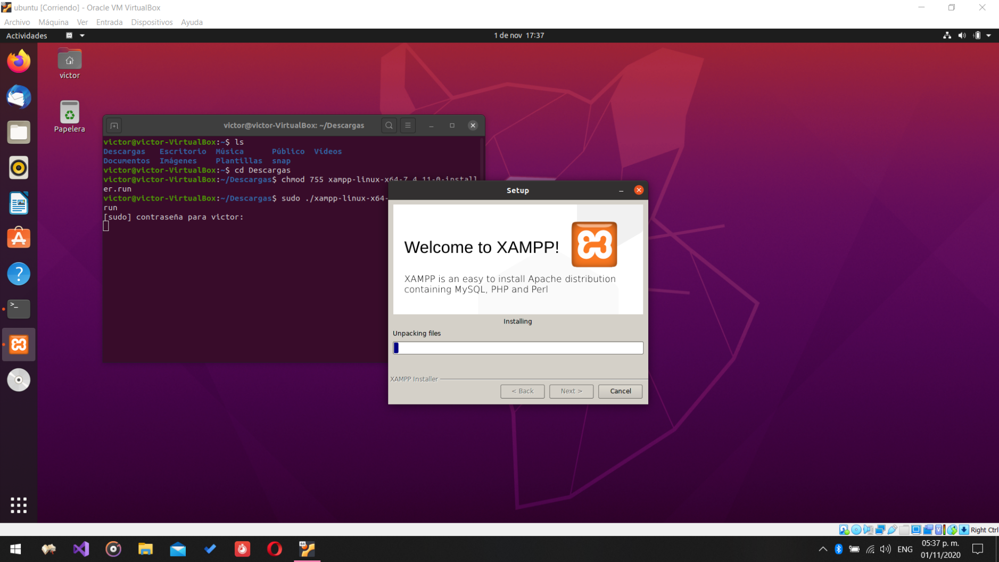 ubuntu [Corriendo] - Oracle VM VirtualBox
Archivo Máquina Ver Entrada Dispositivos Ayuda
Actividades
1 de nov 17:37
victor
Papelera
victor@victor-VirtualBox: ~/Descargas
victor@victor-VirtualBox:~$ ls
Descargas Escritorio Música Público Vídeos
Documentos Imágenes Plantillas snap
victor@victor-VirtualBox:~$ cd Descargas
victor@victor-VirtualBox:~/Descargas$ chmod 755 xampp-linux-x64-7.4.11-0-install
er.run
victor@victor-VirtualBox:~/Descargas$ sudo ./xampp-linux-x64-
run
[sudo] contraseña para victor:
Setup
Welcome to XAMPP!
XAMPP is an easy to install Apache distribution
containing MySQL, PHP and Perl
Installing
Unpacking files
XAMPP Installer
< Back
Next >
Cancel
Right Ctrl
ENG
05:37 p. m.
01/11/2020